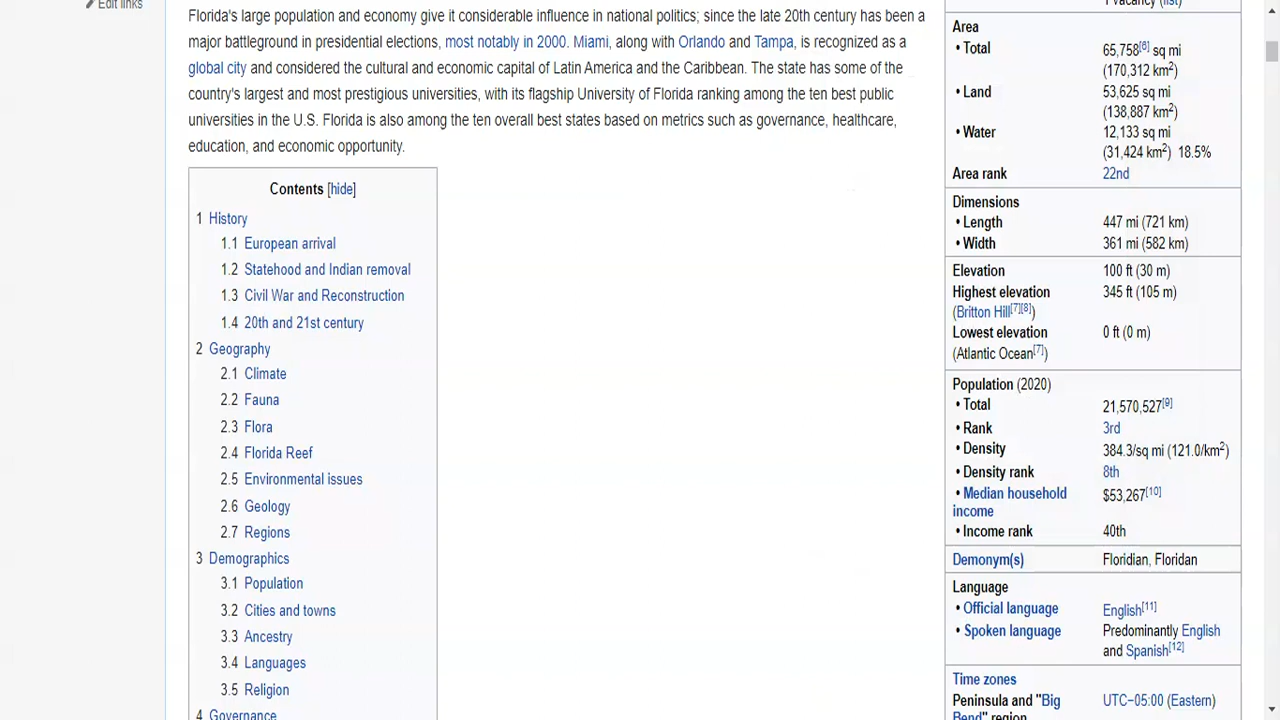 Edit links
Florida's large population and economy give it considerable influence in national politics; since the late 20th century has been a
major battleground in presidential elections, most notably in 2000. Miami, along with Orlando and Tampa, is recognized as a
global city and considered the cultural and economic capital of Latin America and the Caribbean. The state has some of the
country's largest and most prestigious universities, with its flagship University of Florida ranking among the ten best public
universities in the U.S. Florida is also among the ten overall best states based on metrics such as governance, healthcare,
education, and economic opportunity.
Contents [hide]
1 History
1.1 European arrival
1.2 Statehood and Indian removal
1.3 Civil War and Reconstruction
1.4 20th and 21st century
2 Geography
2.1 Climate
2.2 Fauna
2.3 Flora
2.4 Florida Reef
2.5 Environmental issues
2.6 Geology
2.7 Regions
3 Demographics
3.1 Population
3.2 Cities and towns
3.3 Ancestry
3.4 Languages
3.5 Religion
4 Governance
1 vacancy (list)
Area
• Total 65,758[6] sq mi
(170,312 km2)
• Land 53,625 sq mi
(138,887 km2)
• Water 12,133 sq mi
(31,424 km2) 18.5%
Area rank 22nd
Dimensions
• Length 447 mi (721 km)
• Width 361 mi (582 km)
Elevation 100 ft (30 m)
Highest elevation 345 ft (105 m)
(Britton Hill[7][8])
Lowest elevation 0 ft (0 m)
(Atlantic Ocean[7])
Population (2020)
• Total 21,570,527[9]
• Rank 3rd
• Density 384.3/sq mi (121.0/km2)
• Density rank 8th
• Median household $53,267[10]
income
• Income rank 40th
Demonym(s) Floridian, Floridan
Language
• Official language English[11]
• Spoken language Predominantly English
and Spanish[12]
Time zones
Peninsula and "Big UTC−05:00 (Eastern)
Bend" region